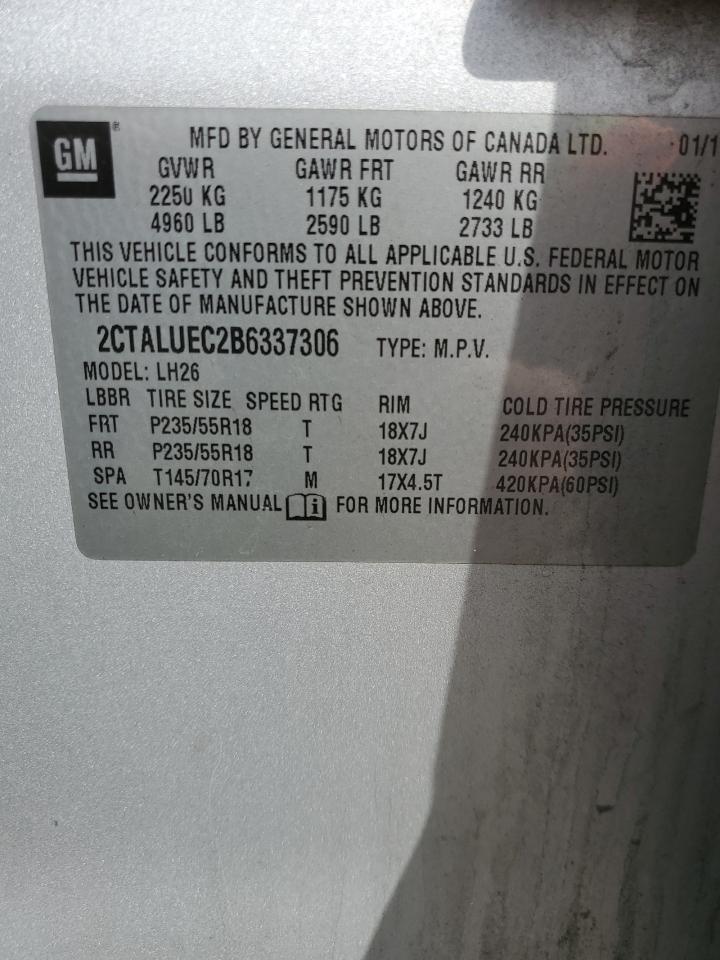 GM®
MFD BY GENERAL MOTORS OF CANADA LTD. 01/1
GVWR GAWR FRT GAWR RR
2250 KG 1175 KG 1240 KG
4960 LB 2590 LB 2733 LB
THIS VEHICLE CONFORMS TO ALL APPLICABLE U.S. FEDERAL MOTOR
VEHICLE SAFETY AND THEFT PREVENTION STANDARDS IN EFFECT ON
THE DATE OF MANUFACTURE SHOWN ABOVE.
2CTALUEC2B6337306 TYPE: M.P.V.
MODEL: LH26
LBBR TIRE SIZE SPEED RTG RIM COLD TIRE PRESSURE
FRT P235/55R18 T 18X7J 240KPA(35PSI)
RR P235/55R18 T 18X7J 240KPA(35PSI)
SPA T145/70R17 M 17X4.5T 420KPA(60PSI)
SEE OWNER'S MANUAL i FOR MORE INFORMATION.